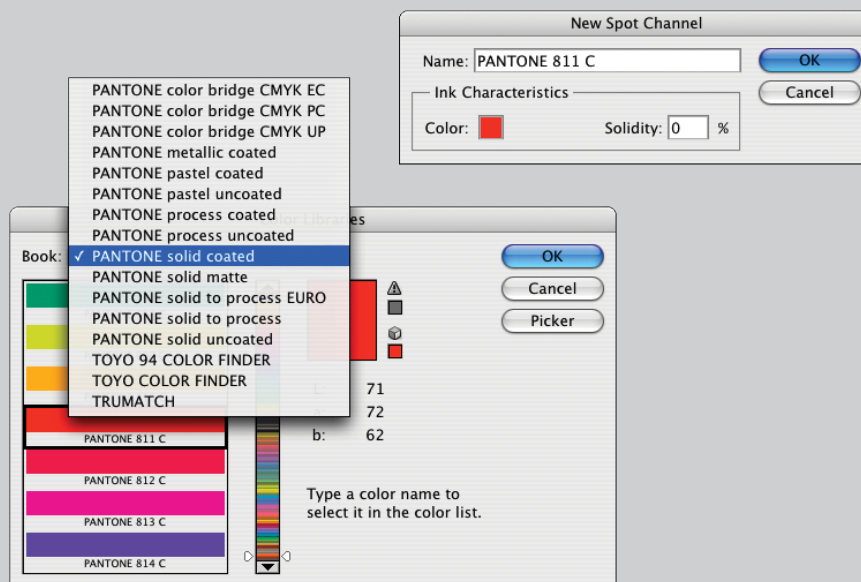 New Spot Channel
Name: PANTONE 811 C
OK
Ink Characteristics
Cancel
Color:
Solidity: 0 %
PANTONE color bridge CMYK EC
PANTONE color bridge CMYK PC
PANTONE color bridge CMYK UP
PANTONE metallic coated
PANTONE pastel coated
PANTONE pastel uncoated
PANTONE process coated
PANTONE process uncoated
✓ PANTONE solid coated
PANTONE solid matte
PANTONE solid to process EURO
PANTONE solid to process
PANTONE solid uncoated
TOYO 94 COLOR FINDER
TOYO COLOR FINDER
TRUMATCH
Libraries
Book:
OK
Cancel
Picker
L: 71
a: 72
b: 62
Type a color name to
select it in the color list.
PANTONE 811 C
PANTONE 812 C
PANTONE 813 C
PANTONE 814 C